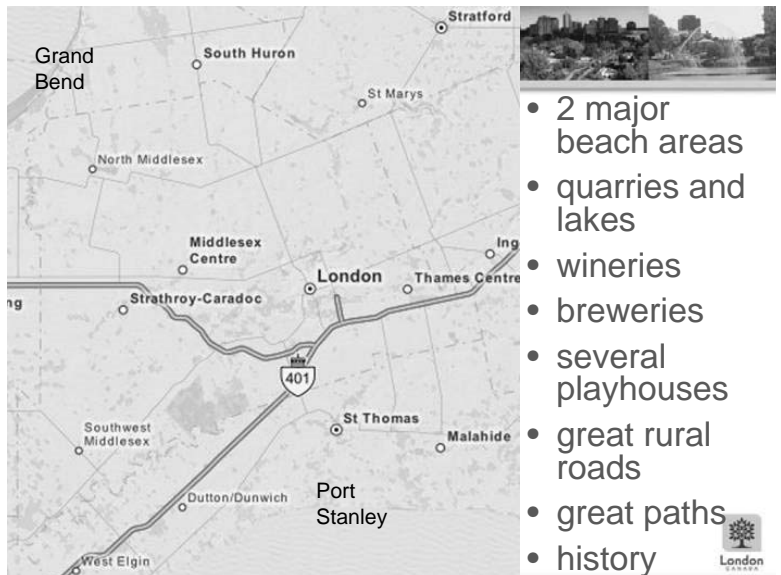 Stratford
Grand
Bend
South Huron
St Marys
North Middlesex
Middlesex
Centre
Ing
London
Thames Centre
ng
Strathroy-Caradoc
401
Southwest
Middlesex
St Thomas
Malahide
Dutton/Dunwich
Port
Stanley
West Elgin
• 2 major
beach areas
• quarries and
lakes
• wineries
• breweries
• several
playhouses
• great rural
roads
• great paths
• history
London
CANADA